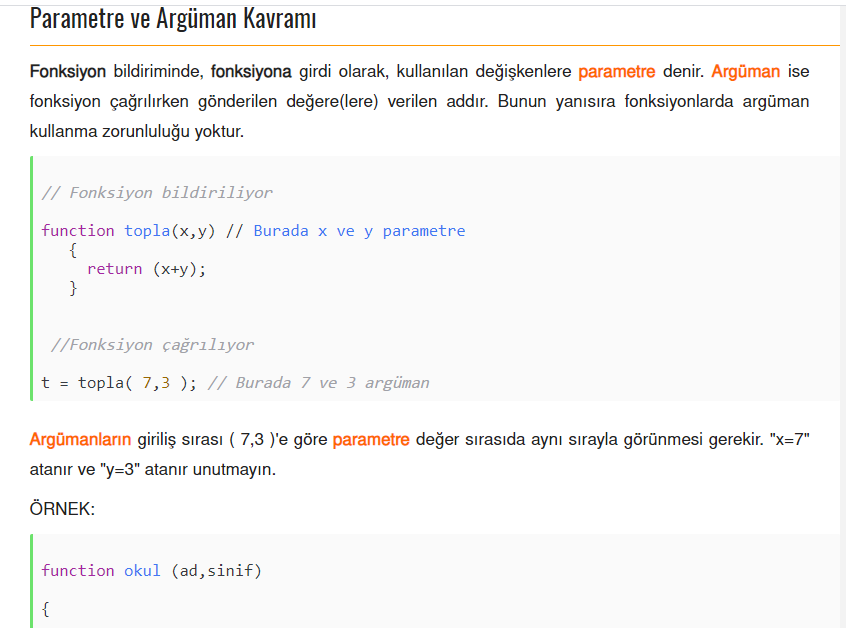 Parametre ve Argüman Kavramı
Fonksiyon bildiriminde, fonksiyona girdi olarak, kullanılan değişkenlere parametre denir. Argüman ise
fonksiyon çağrılırken gönderilen değere(lere) verilen addır. Bunun yanısıra fonksiyonlarda argüman
kullanma zorunluluğu yoktur.
// Fonksiyon bildiriliyor
function topla(x,y) // Burada x ve y parametre
{
return (x+y);
}
//Fonksiyon çağrılıyor
t = topla( 7,3 ); // Burada 7 ve 3 argüman
Argümanların giriliş sırası ( 7,3 )'e göre parametre değer sırasıda aynı sırayla görünmesi gerekir. "x=7"
atanır ve "y=3" atanır unutmayın.
ÖRNEK:
function okul (ad,sinif)
{